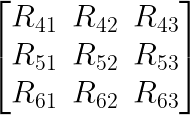 R₄₁ R₄₂ R₄₃
R₅₁ R₅₂ R₅₃
R₆₁ R₆₂ R₆₃